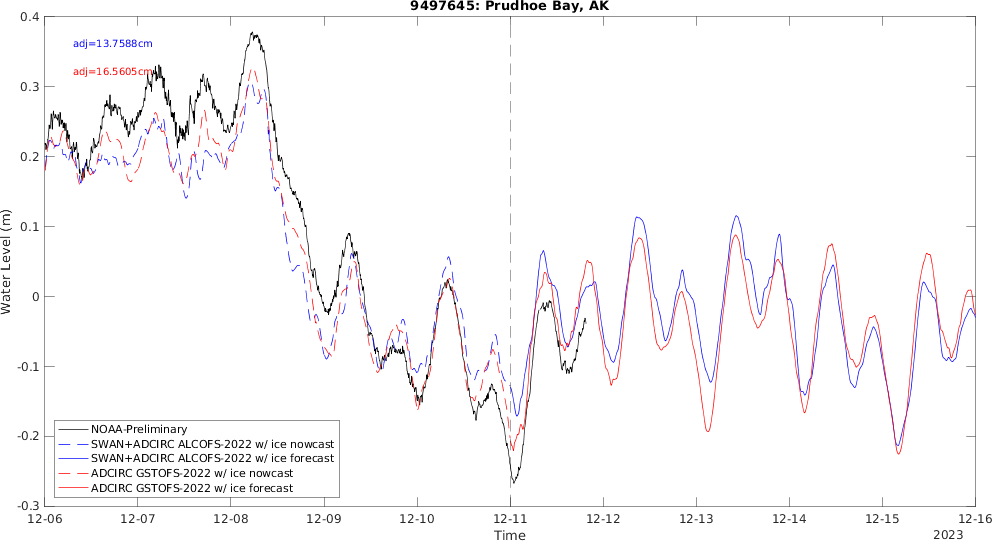 9497645: Prudhoe Bay, AK
adj=13.7588cm
adj=16.5605cm
Water Level (m)
0.4
0.3
0.2
0.1
0
-0.1
-0.2
-0.3
NOAA-Preliminary
SWAN+ADCIRC ALCOFS-2022 w/ ice nowcast
SWAN+ADCIRC ALCOFS-2022 w/ ice forecast
ADCIRC GSTOFS-2022 w/ ice nowcast
ADCIRC GSTOFS-2022 w/ ice forecast
12-06 12-07 12-08 12-09 12-10 12-11 12-12 12-13 12-14 12-15 12-16
Time
2023